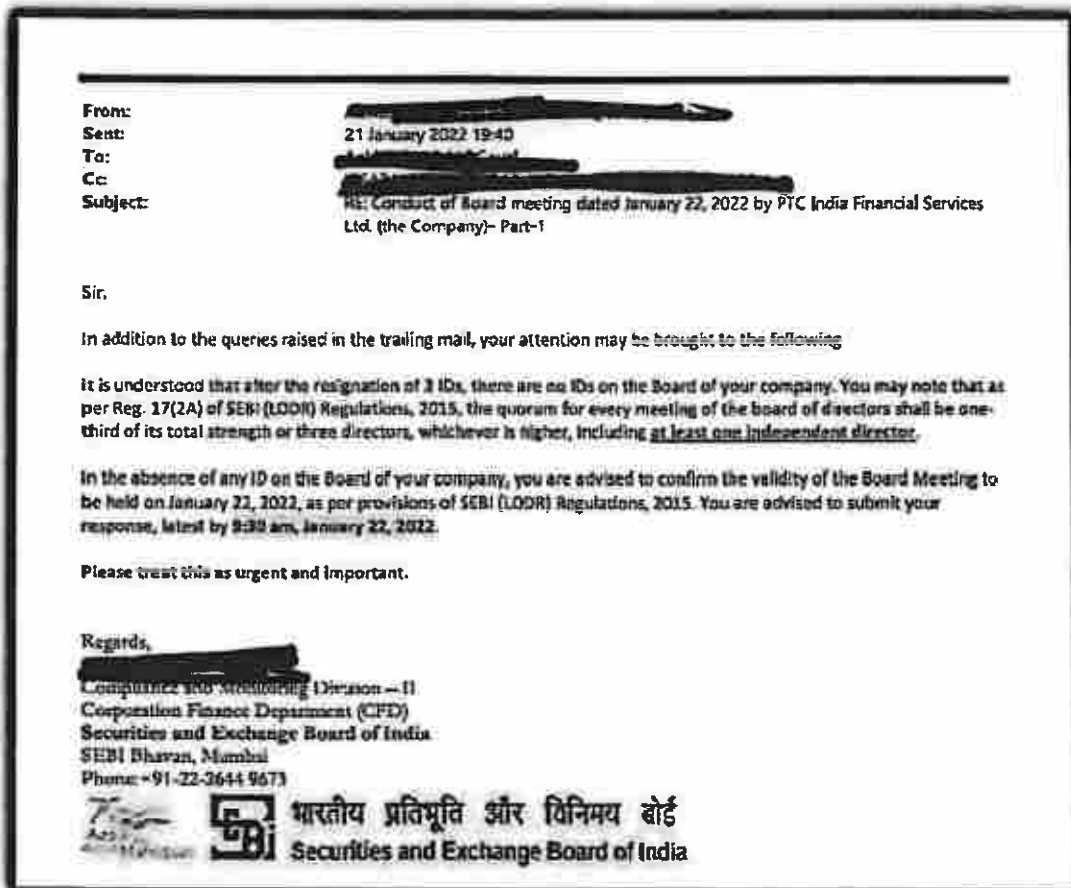 From:
Sent: 21 January 2022 19:40
To:
Cc:
Subject: RE: Conduct of Board meeting dated January 22, 2022 by PTC India Financial Services
Ltd. (the Company)- Part-1
Sir,
In addition to the queries raised in the trailing mail, your attention may be brought to the following
It is understood that after the resignation of 3 IDs, there are no IDs on the Board of your company. You may note that as
per Reg. 17(2A) of SEBI (LODR) Regulations, 2015, the quorum for every meeting of the board of directors shall be one-
third of its total strength or three directors, whichever is higher, including at least one independent director.
In the absence of any ID on the Board of your company, you are advised to confirm the validity of the Board Meeting to
be held on January 22, 2022, as per provisions of SEBI (LODR) Regulations, 2015. You are advised to submit your
response, latest by 9:30 am, January 22, 2022.
Please treat this as urgent and important.
Regards,
Compliance and Monitoring Division – II
Corporation Finance Department (CFD)
Securities and Exchange Board of India
SEBI Bhavan, Mumbai
Phone: +91-22-2644 9673
भारतीय प्रतिभूति और विनिमय बोर्ड
Securities and Exchange Board of India